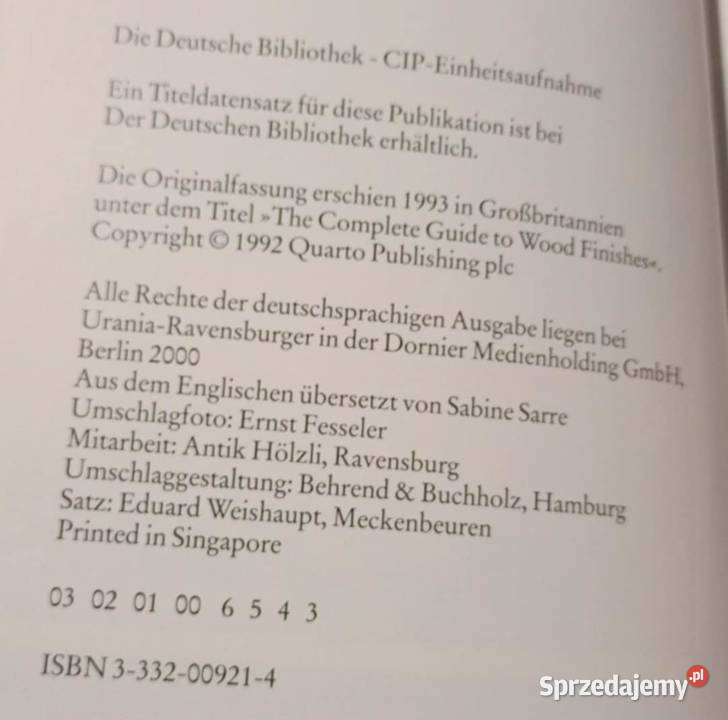 Die Deutsche Bibliothek - CIP-Einheitsaufnahme
Ein Titeldatensatz für diese Publikation ist bei
Der Deutschen Bibliothek erhältlich.
Die Originalfassung erschien 1993 in Großbritannien
unter dem Titel »The Complete Guide to Wood Finishes«.
Copyright © 1992 Quarto Publishing plc
Alle Rechte der deutschsprachigen Ausgabe liegen bei
Urania-Ravensburger in der Dornier Medienholding GmbH,
Berlin 2000
Aus dem Englischen übersetzt von Sabine Sarre
Umschlagfoto: Ernst Fesseler
Mitarbeit: Antik Hölzli, Ravensburg
Umschlaggestaltung: Behrend & Buchholz, Hamburg
Satz: Eduard Weishaupt, Meckenbeuren
Printed in Singapore
03 02 01 00 6 5 4 3
ISBN 3-332-00921-4
Sprzedajemy.pl